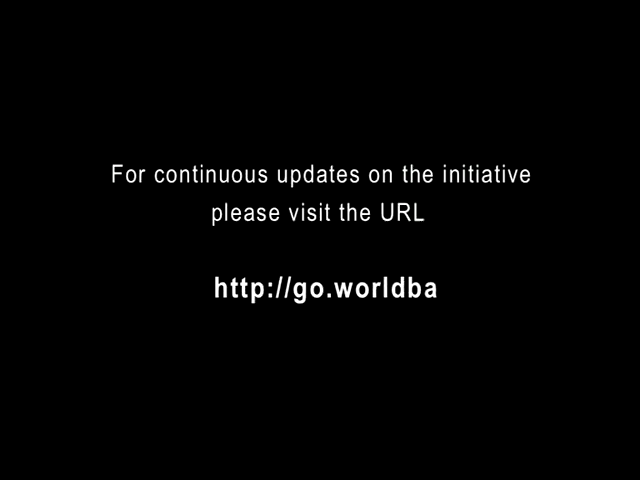 For continuous updates on the initiative
please visit the URL
http://go.worldba